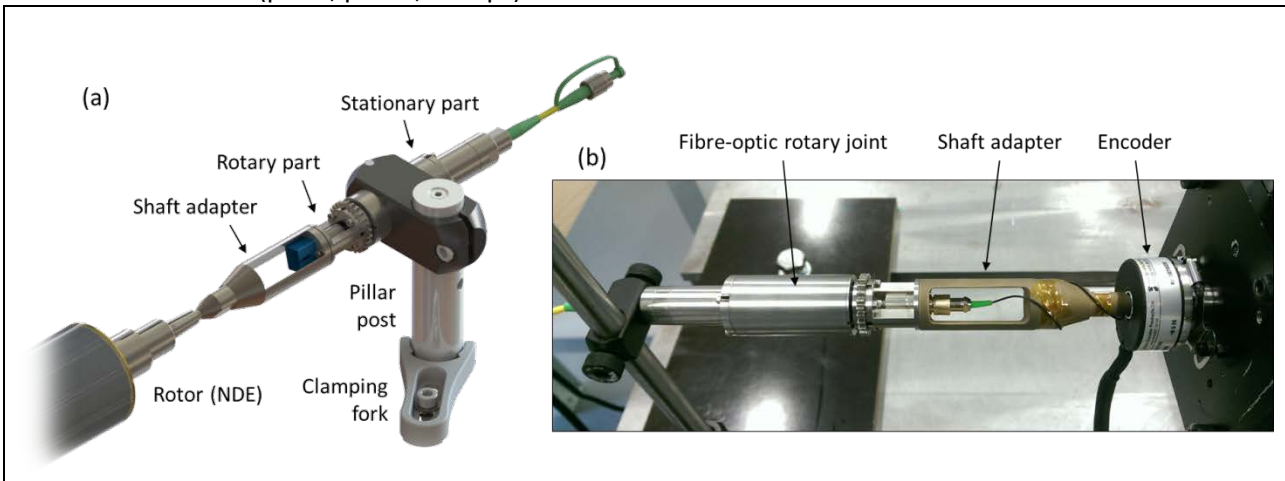 (a)
Stationary part
Rotary part
Shaft adapter
Pillar
post
Rotor (NDE)
Clamping
fork
(b)
Fibre-optic rotary joint
Shaft adapter
Encoder